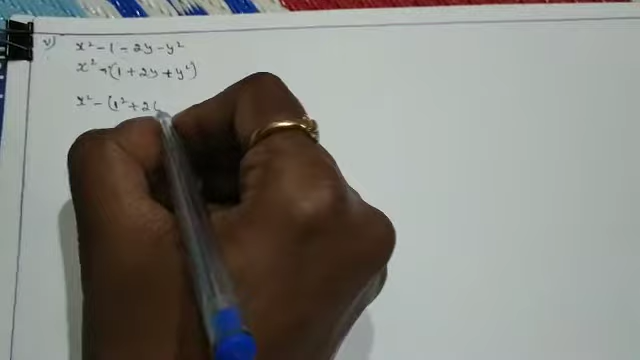 v) x² - 1 - 2y - y²
x² - (1 + 2y + y²)
x² - (1² + 2(